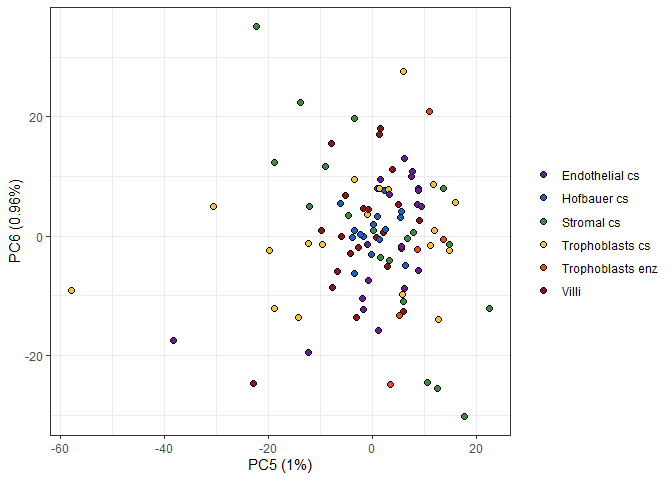 20
0
-20
PC6 (0.96%)
-60
-40
-20
0
20
PC5 (1%)
Endothelial cs
Hofbauer cs
Stromal cs
Trophoblasts cs
Trophoblasts enz
Villi